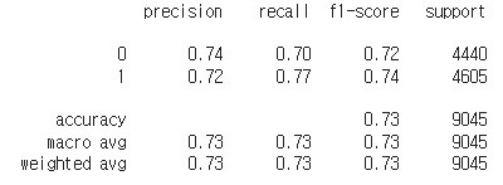 precision recall f1-score support
0 0.74 0.70 0.72 4440
1 0.72 0.77 0.74 4605
accuracy 0.73 9045
macro avg 0.73 0.73 0.73 9045
weighted avg 0.73 0.73 0.73 9045